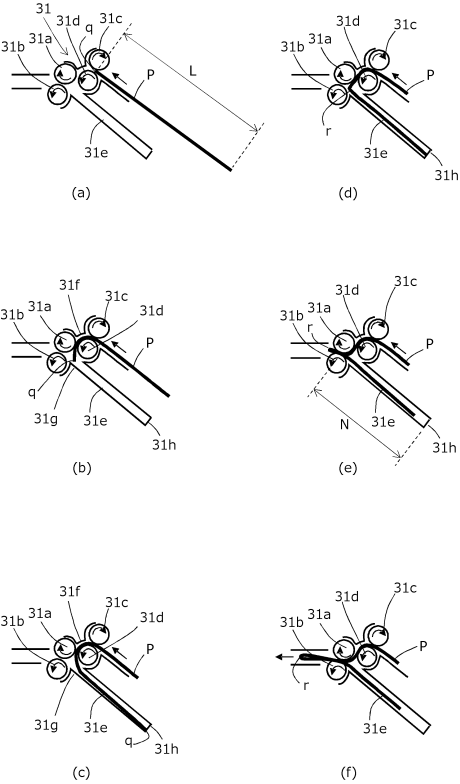 31 31d q 31c
31a
31b
P
L
31e
(a)
31d 31c
31a
31b
P
r
31e
31h
(d)
31f
31c
31a
31b
31d
P
q
31g 31e
31h
(b)
31d 31c
31a
31b
r
P
31e
N
31h
(e)
31f
31c
31a
31b
31d
P
31g 31e
q 31h
(c)
31d 31c
31a
31b
P
r
31e
(f)